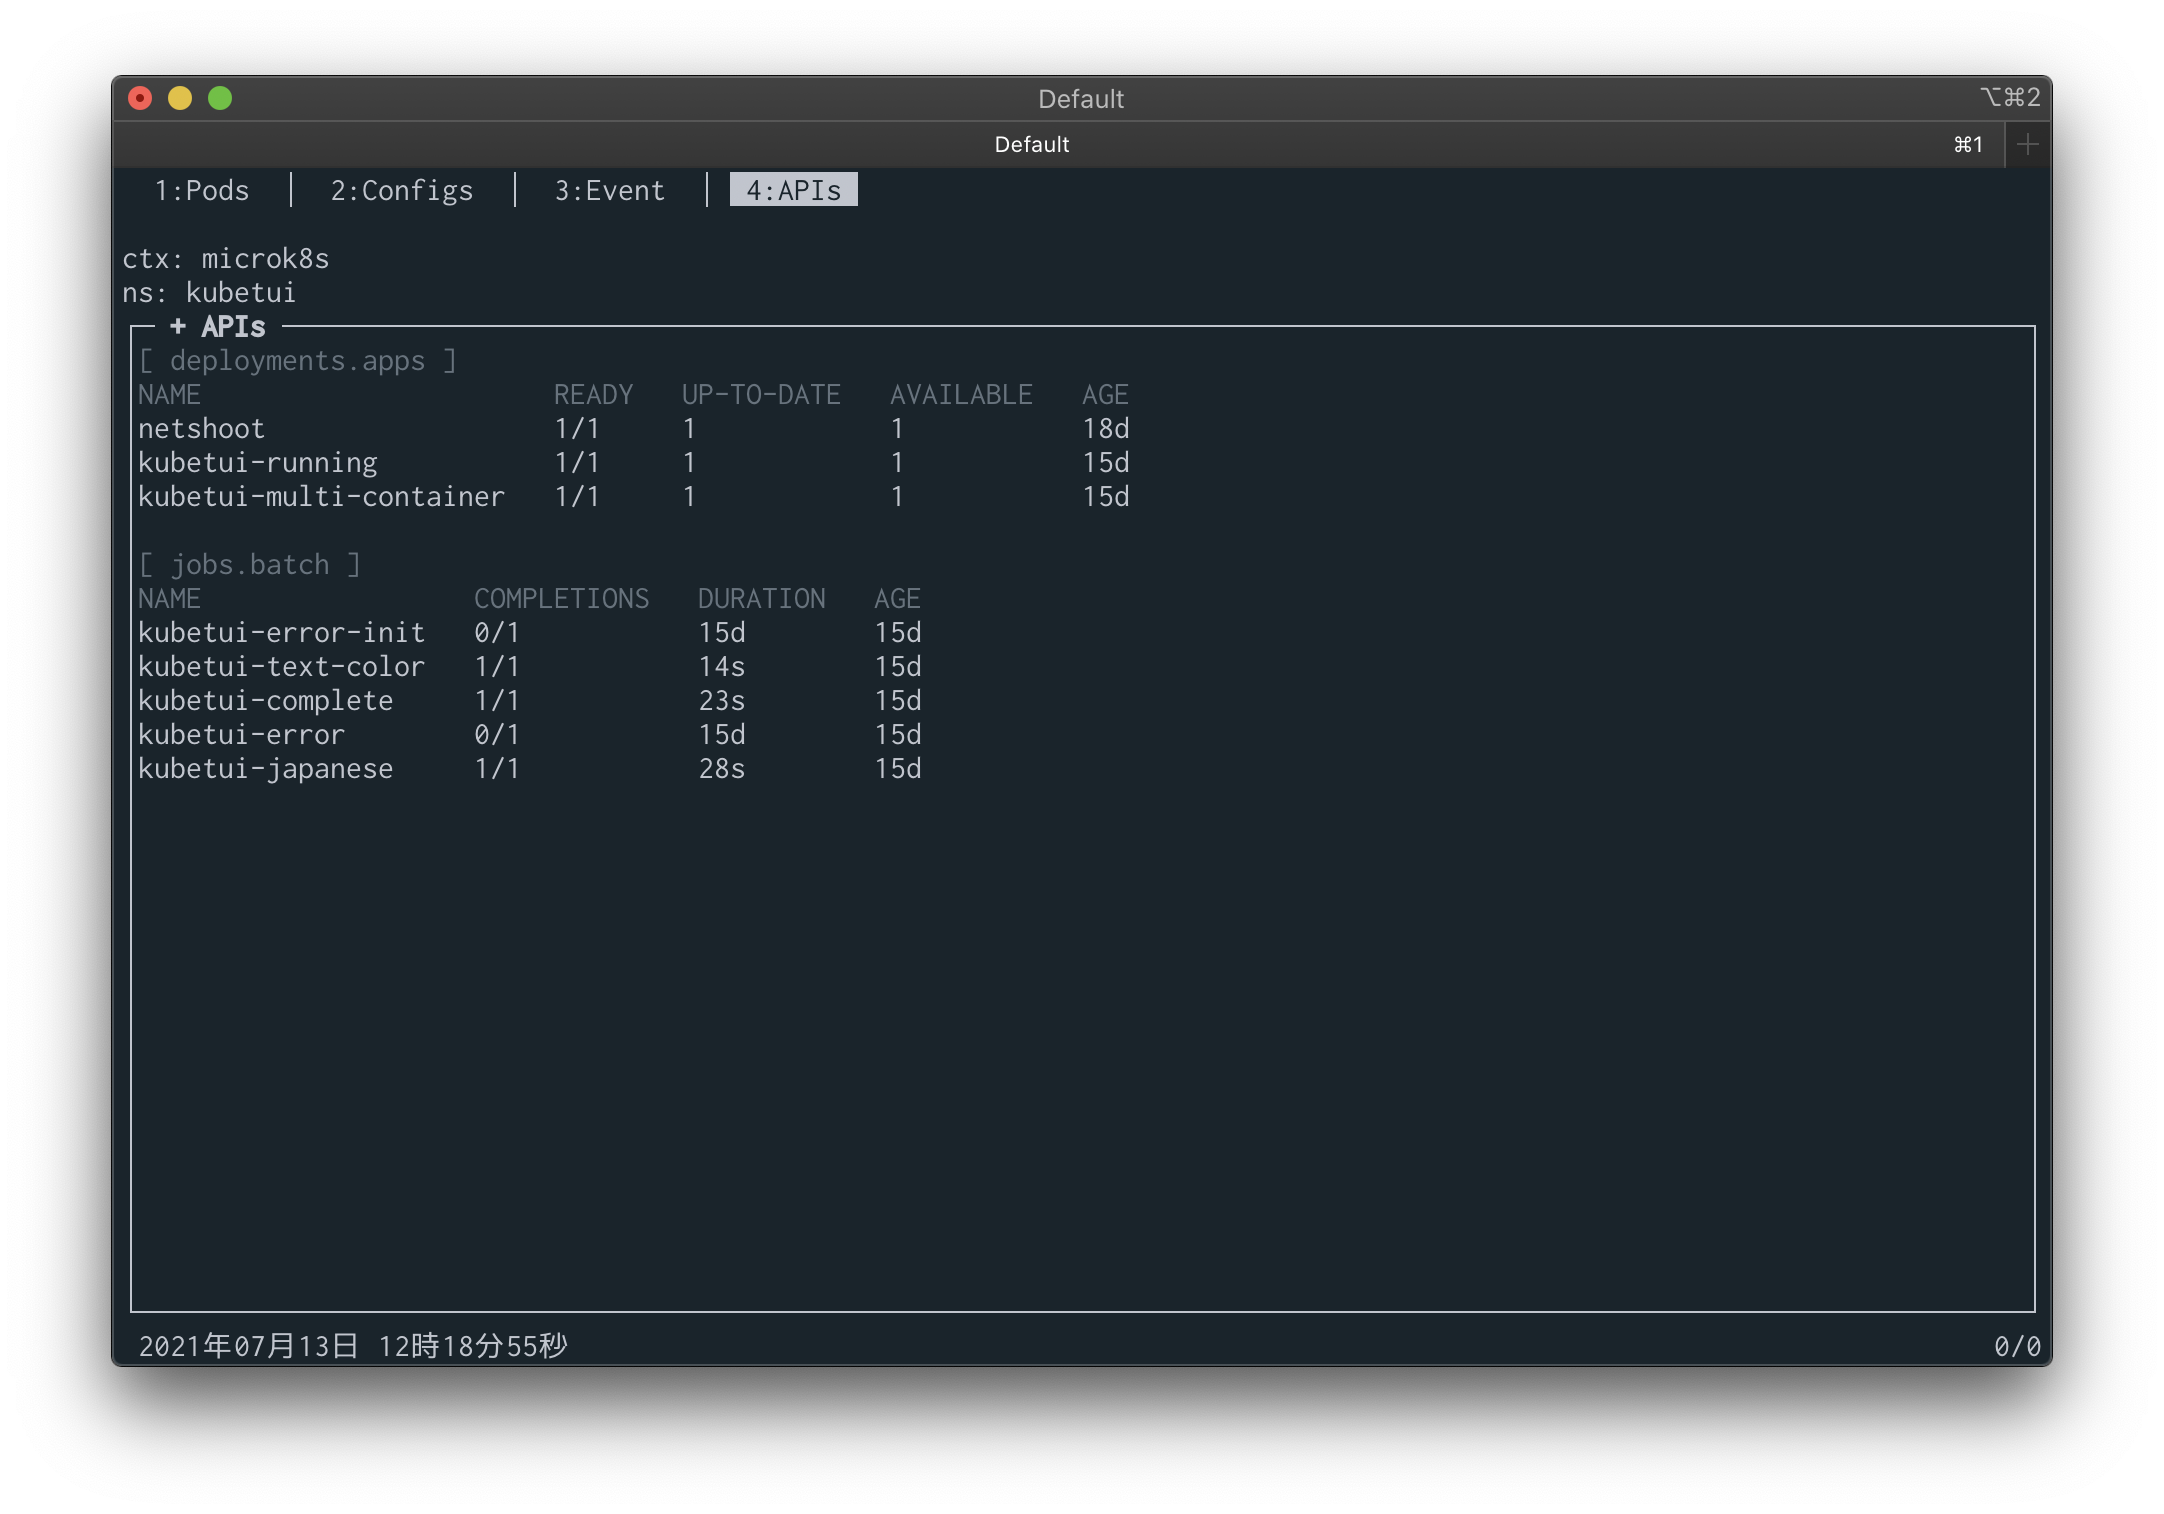 Default ⌥⌘2
Default ⌘1 +
1:Pods │ 2:Configs │ 3:Event │ 4:APIs
ctx: microk8s
ns: kubetui
+ APIs
[ deployments.apps ]
NAME READY UP-TO-DATE AVAILABLE AGE
netshoot 1/1 1 1 18d
kubetui-running 1/1 1 1 15d
kubetui-multi-container 1/1 1 1 15d
[ jobs.batch ]
NAME COMPLETIONS DURATION AGE
kubetui-error-init 0/1 15d 15d
kubetui-text-color 1/1 14s 15d
kubetui-complete 1/1 23s 15d
kubetui-error 0/1 15d 15d
kubetui-japanese 1/1 28s 15d
2021年07月13日 12時18分55秒 0/0